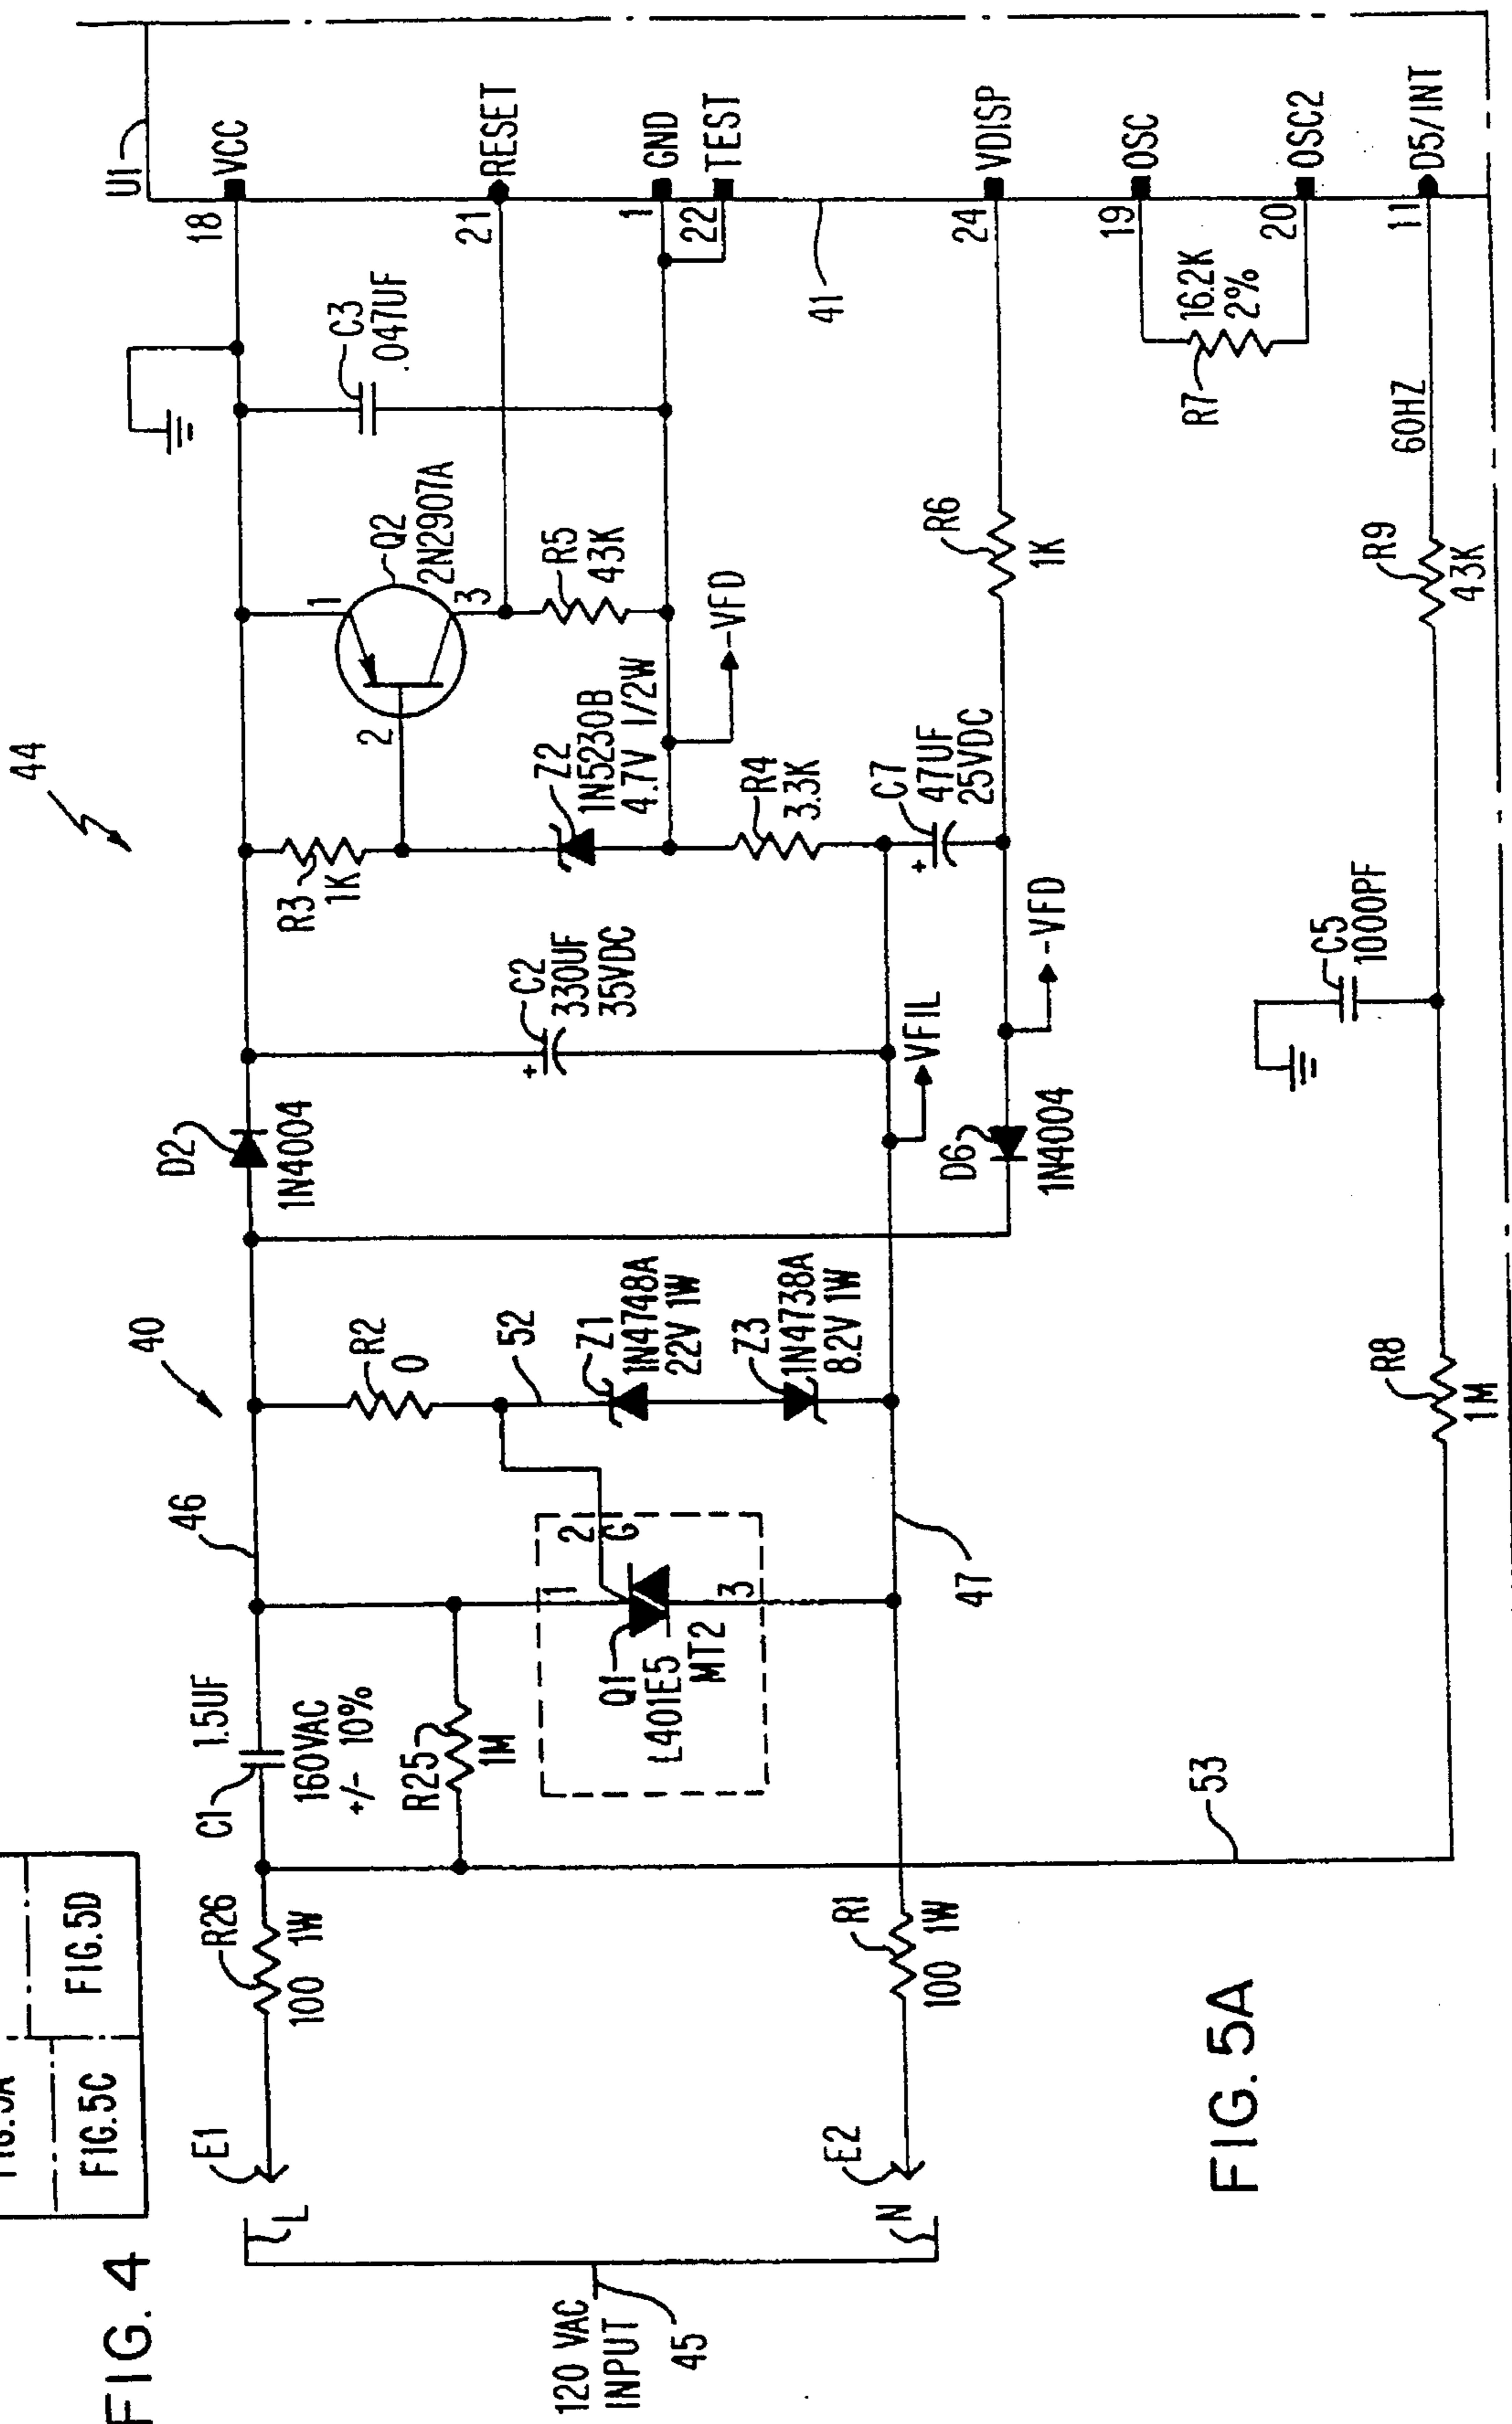 FIG. 4
FIG.5C
FIG.5D
44
40
U1
120 VAC
INPUT
45
L
E1
N
E2
R26
100 1W
C1
1.5UF
160VAC
+/- 10%
46
R25
1M
Q1
L401E5
MT2
1
2
G
3
R2
0
52
Z1
1N4748A
22V 1W
Z3
1N4738A
8.2V 1W
47
R1
100 1W
53
D2
1N4004
C2
330UF
35VDC
+
VFIL
D6
1N4004
-VFD
R3
1K
2
1
3
Q2
2N2907A
Z2
1N5230B
4.7V 1/2W
R4
3.3K
C7
47UF
25VDC
+
-VFD
R5
43K
C3
.047UF
R6
1K
41
18
VCC
21
RESET
1
GND
22
TEST
24
VDISP
19
OSC
20
OSC2
11
D5/INT
R7
16.2K
2%
60HZ
R9
43K
C5
1000PF
R8
1M
FIG. 5A